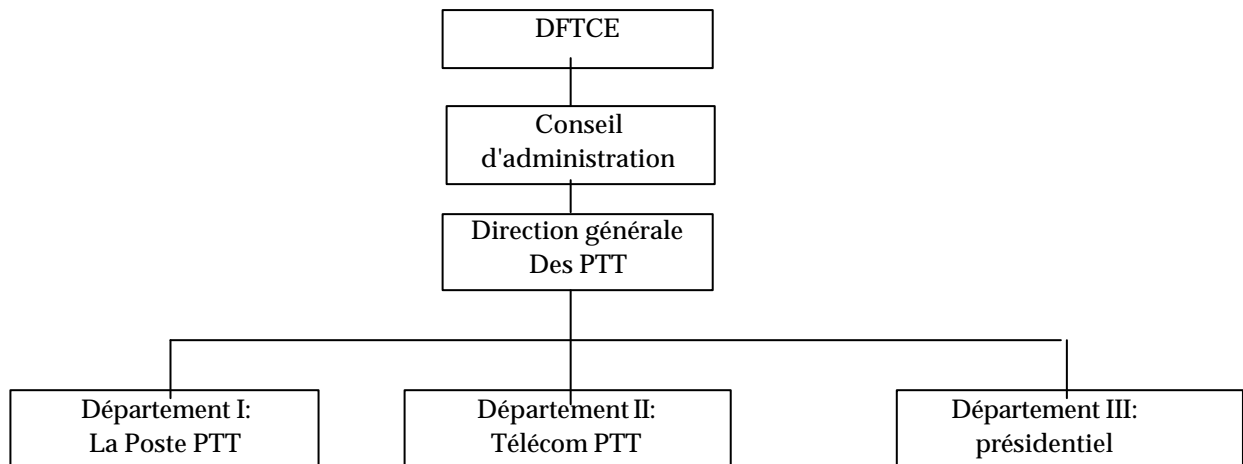 DFTCE
Conseil
d'administration
Direction générale
Des PTT
Département I:
La Poste PTT
Département II:
Télécom PTT
Département III:
présidentiel